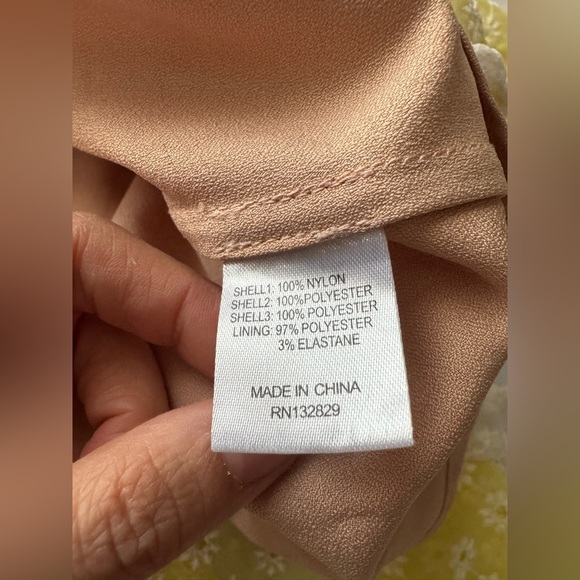 SHELL1: 100% NYLON
SHELL2: 100%POLYESTER
SHELL3: 100% POLYESTER
LINING: 97% POLYESTER
3% ELASTANE
MADE IN CHINA
RN132829